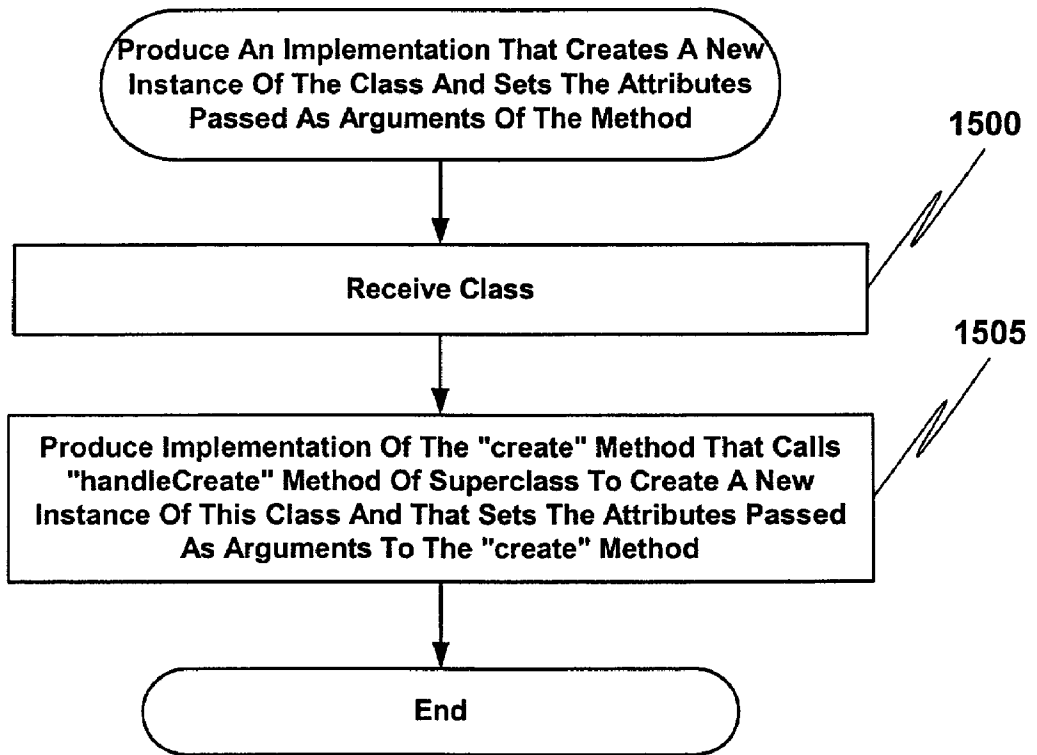 Produce An Implementation That Creates A New
Instance Of The Class And Sets The Attributes
Passed As Arguments Of The Method
1500
Receive Class
1505
Produce Implementation Of The "create" Method That Calls
"handleCreate" Method Of Superclass To Create A New
Instance Of This Class And That Sets The Attributes Passed
As Arguments To The "create" Method
End